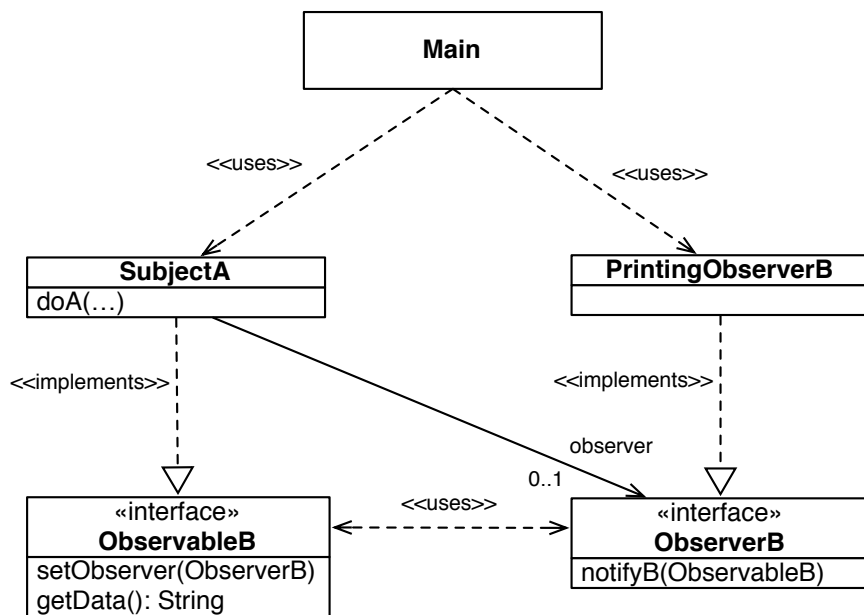 Main
<<uses>>
<<uses>>
SubjectA
doA(…)
PrintingObserverB
<<implements>>
<<implements>>
observer
0..1
«interface»
ObservableB
setObserver(ObserverB)
getData(): String
<<uses>>
«interface»
ObserverB
notifyB(ObservableB)